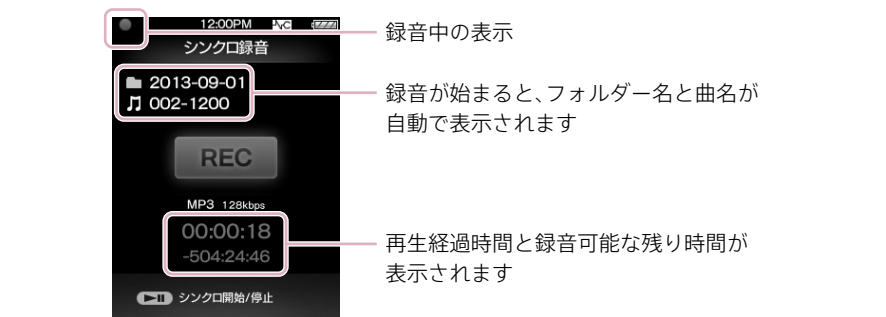 12:00PM VC
シンクロ録音
2013-09-01
002-1200
REC
MP3 128kbps
00:00:18
-504:24:46
シンクロ開始/停止
録音中の表示
録音が始まると、フォルダー名と曲名が
自動で表示されます
再生経過時間と録音可能な残り時間が
表示されます